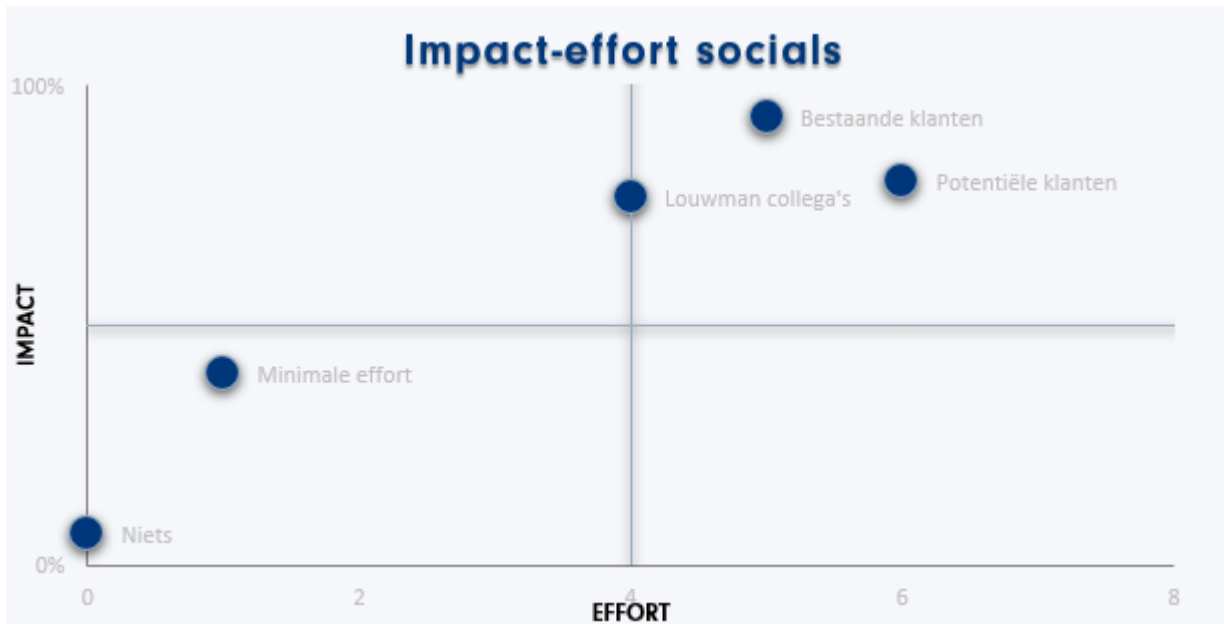 Impact-effort socials
100%
Bestaande klanten
Potentiële klanten
Louwman collega's
IMPACT
Minimale effort
Niets
0%
0
2
4
6
8
EFFORT